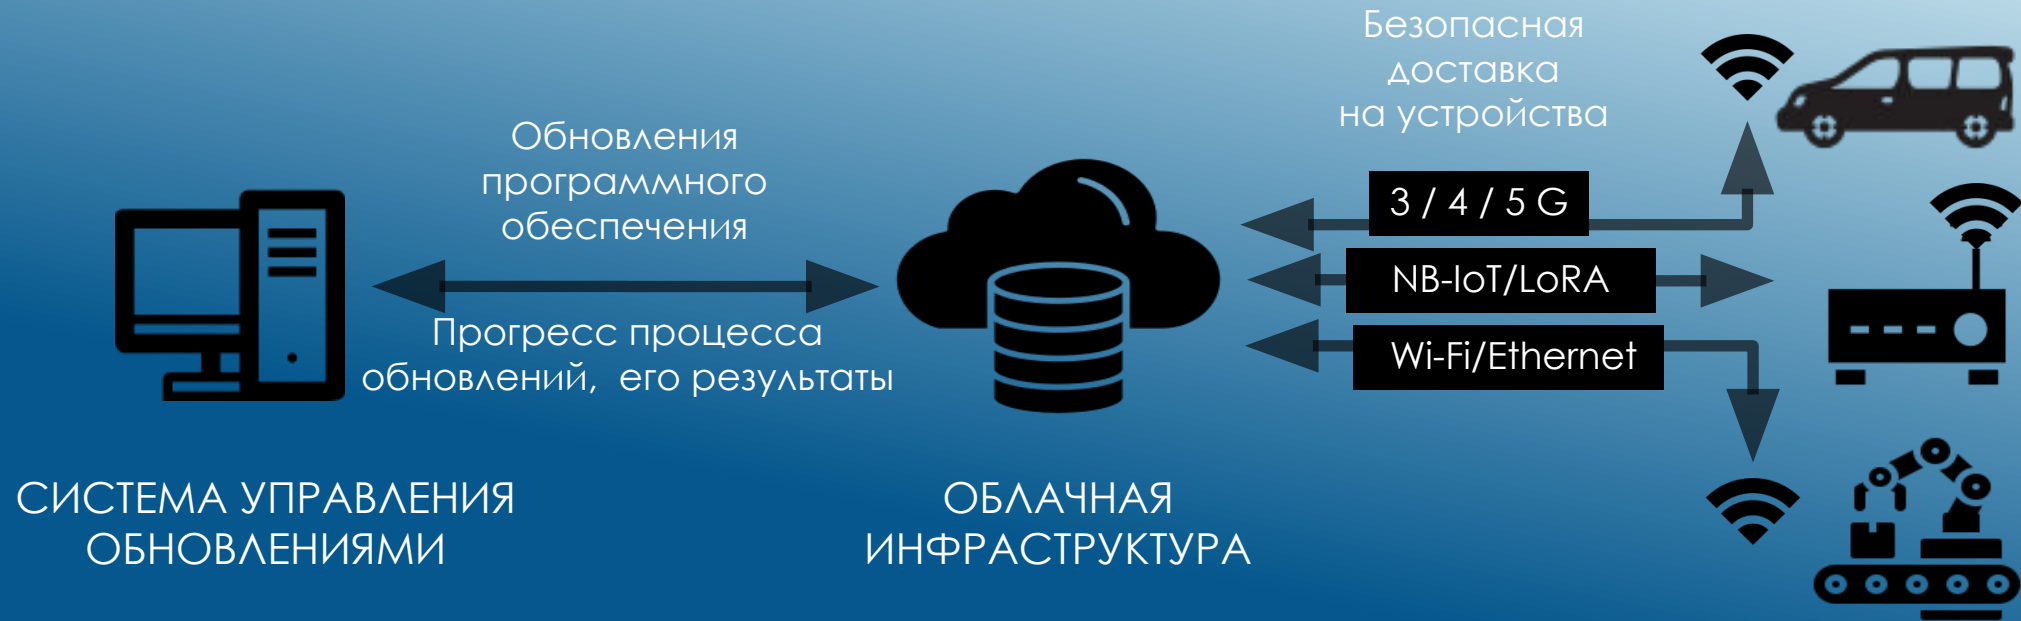 Обновления
программного
обеспечения
Прогресс процесса
обновлений,  его результаты
СИСТЕМА УПРАВЛЕНИЯ
ОБНОВЛЕНИЯМИ
ОБЛАЧНАЯ
ИНФРАСТРУКТУРА
Безопасная
доставка
на устройства
3 / 4 / 5 G
NB-IoT/LoRA
Wi-Fi/Ethernet